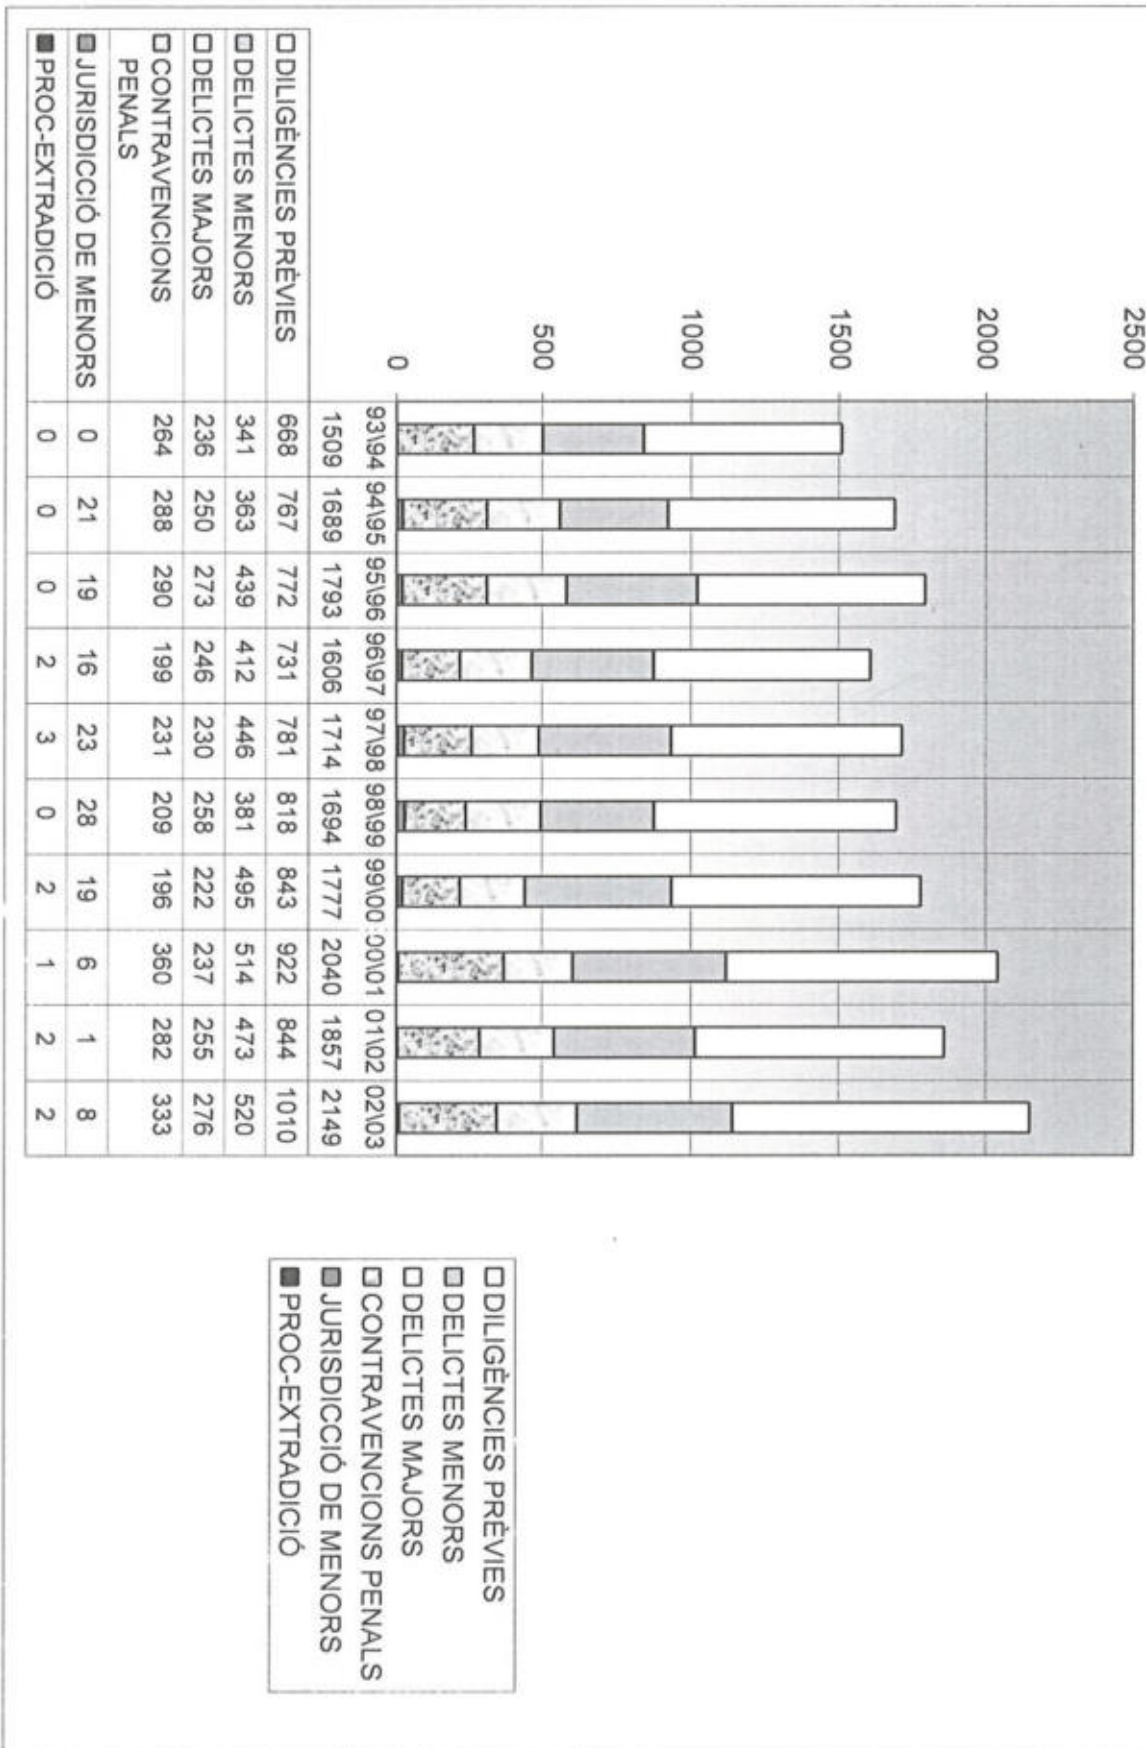 2500
2000
1500
1000
500
0
93\94 94\95 95\96 96\97 97\98 98\99 99\00 00\01 01\02 02\03
1509 1689 1793 1606 1714 1694 1777 2040 1857 2149
DILIGÈNCIES PRÈVIES 668 767 772 731 781 818 843 922 844 1010
DELICTES MENORS 341 363 439 412 446 381 495 514 473 520
DELICTES MAJORS 236 250 273 246 230 258 222 237 255 276
CONTRAVENCIONS 264 288 290 199 231 209 196 360 282 333
PENALS
JURISDICCIÓ DE MENORS 0 21 19 16 23 28 19 6 1 8
PROC-EXTRADICIÓ 0 0 0 2 3 0 2 1 2 2
DILIGÈNCIES PRÈVIES
DELICTES MENORS
DELICTES MAJORS
CONTRAVENCIONS PENALS
JURISDICCIÓ DE MENORS
PROC-EXTRADICIÓ